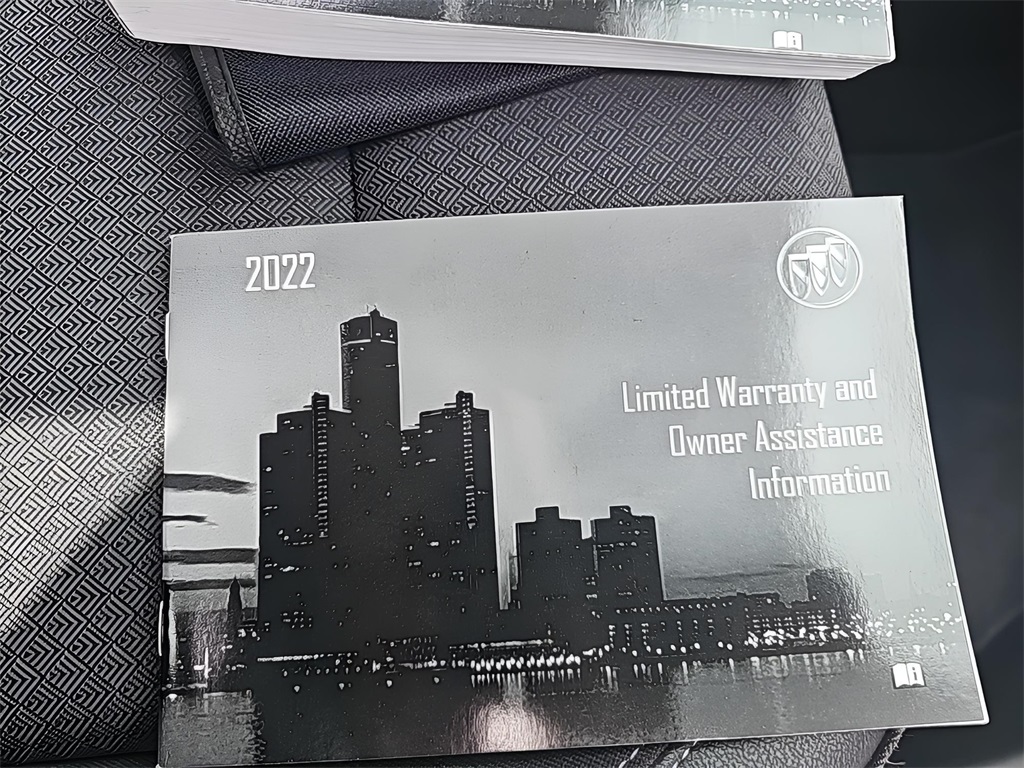 2022
Limited Warranty and
Owner Assistance
Information